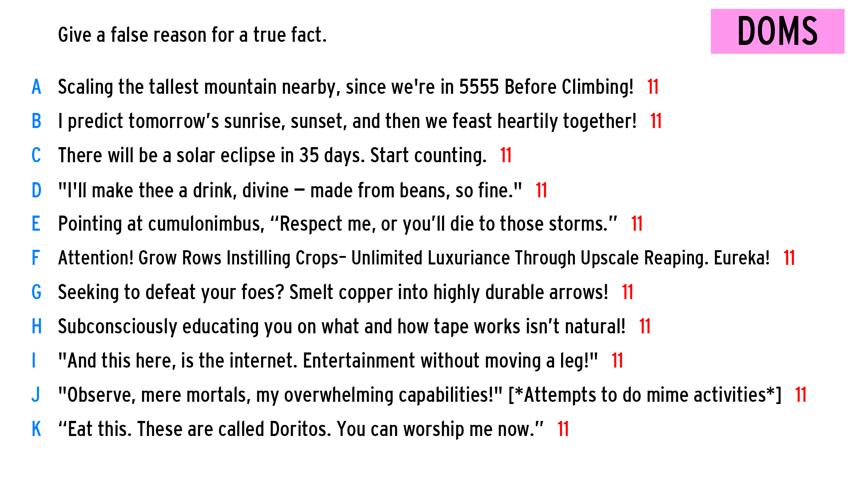 Give a false reason for a true fact.
DOMS
A Scaling the tallest mountain nearby, since we're in 5555 Before Climbing! 11
B I predict tomorrow’s sunrise, sunset, and then we feast heartily together! 11
C There will be a solar eclipse in 35 days. Start counting. 11
D "I'll make thee a drink, divine – made from beans, so fine." 11
E Pointing at cumulonimbus, “Respect me, or you’ll die to those storms.” 11
F Attention! Grow Rows Instilling Crops– Unlimited Luxuriance Through Upscale Reaping. Eureka! 11
G Seeking to defeat your foes? Smelt copper into highly durable arrows! 11
H Subconsciously educating you on what and how tape works isn’t natural! 11
I "And this here, is the internet. Entertainment without moving a leg!" 11
J "Observe, mere mortals, my overwhelming capabilities!" [*Attempts to do mime activities*] 11
K “Eat this. These are called Doritos. You can worship me now.” 11